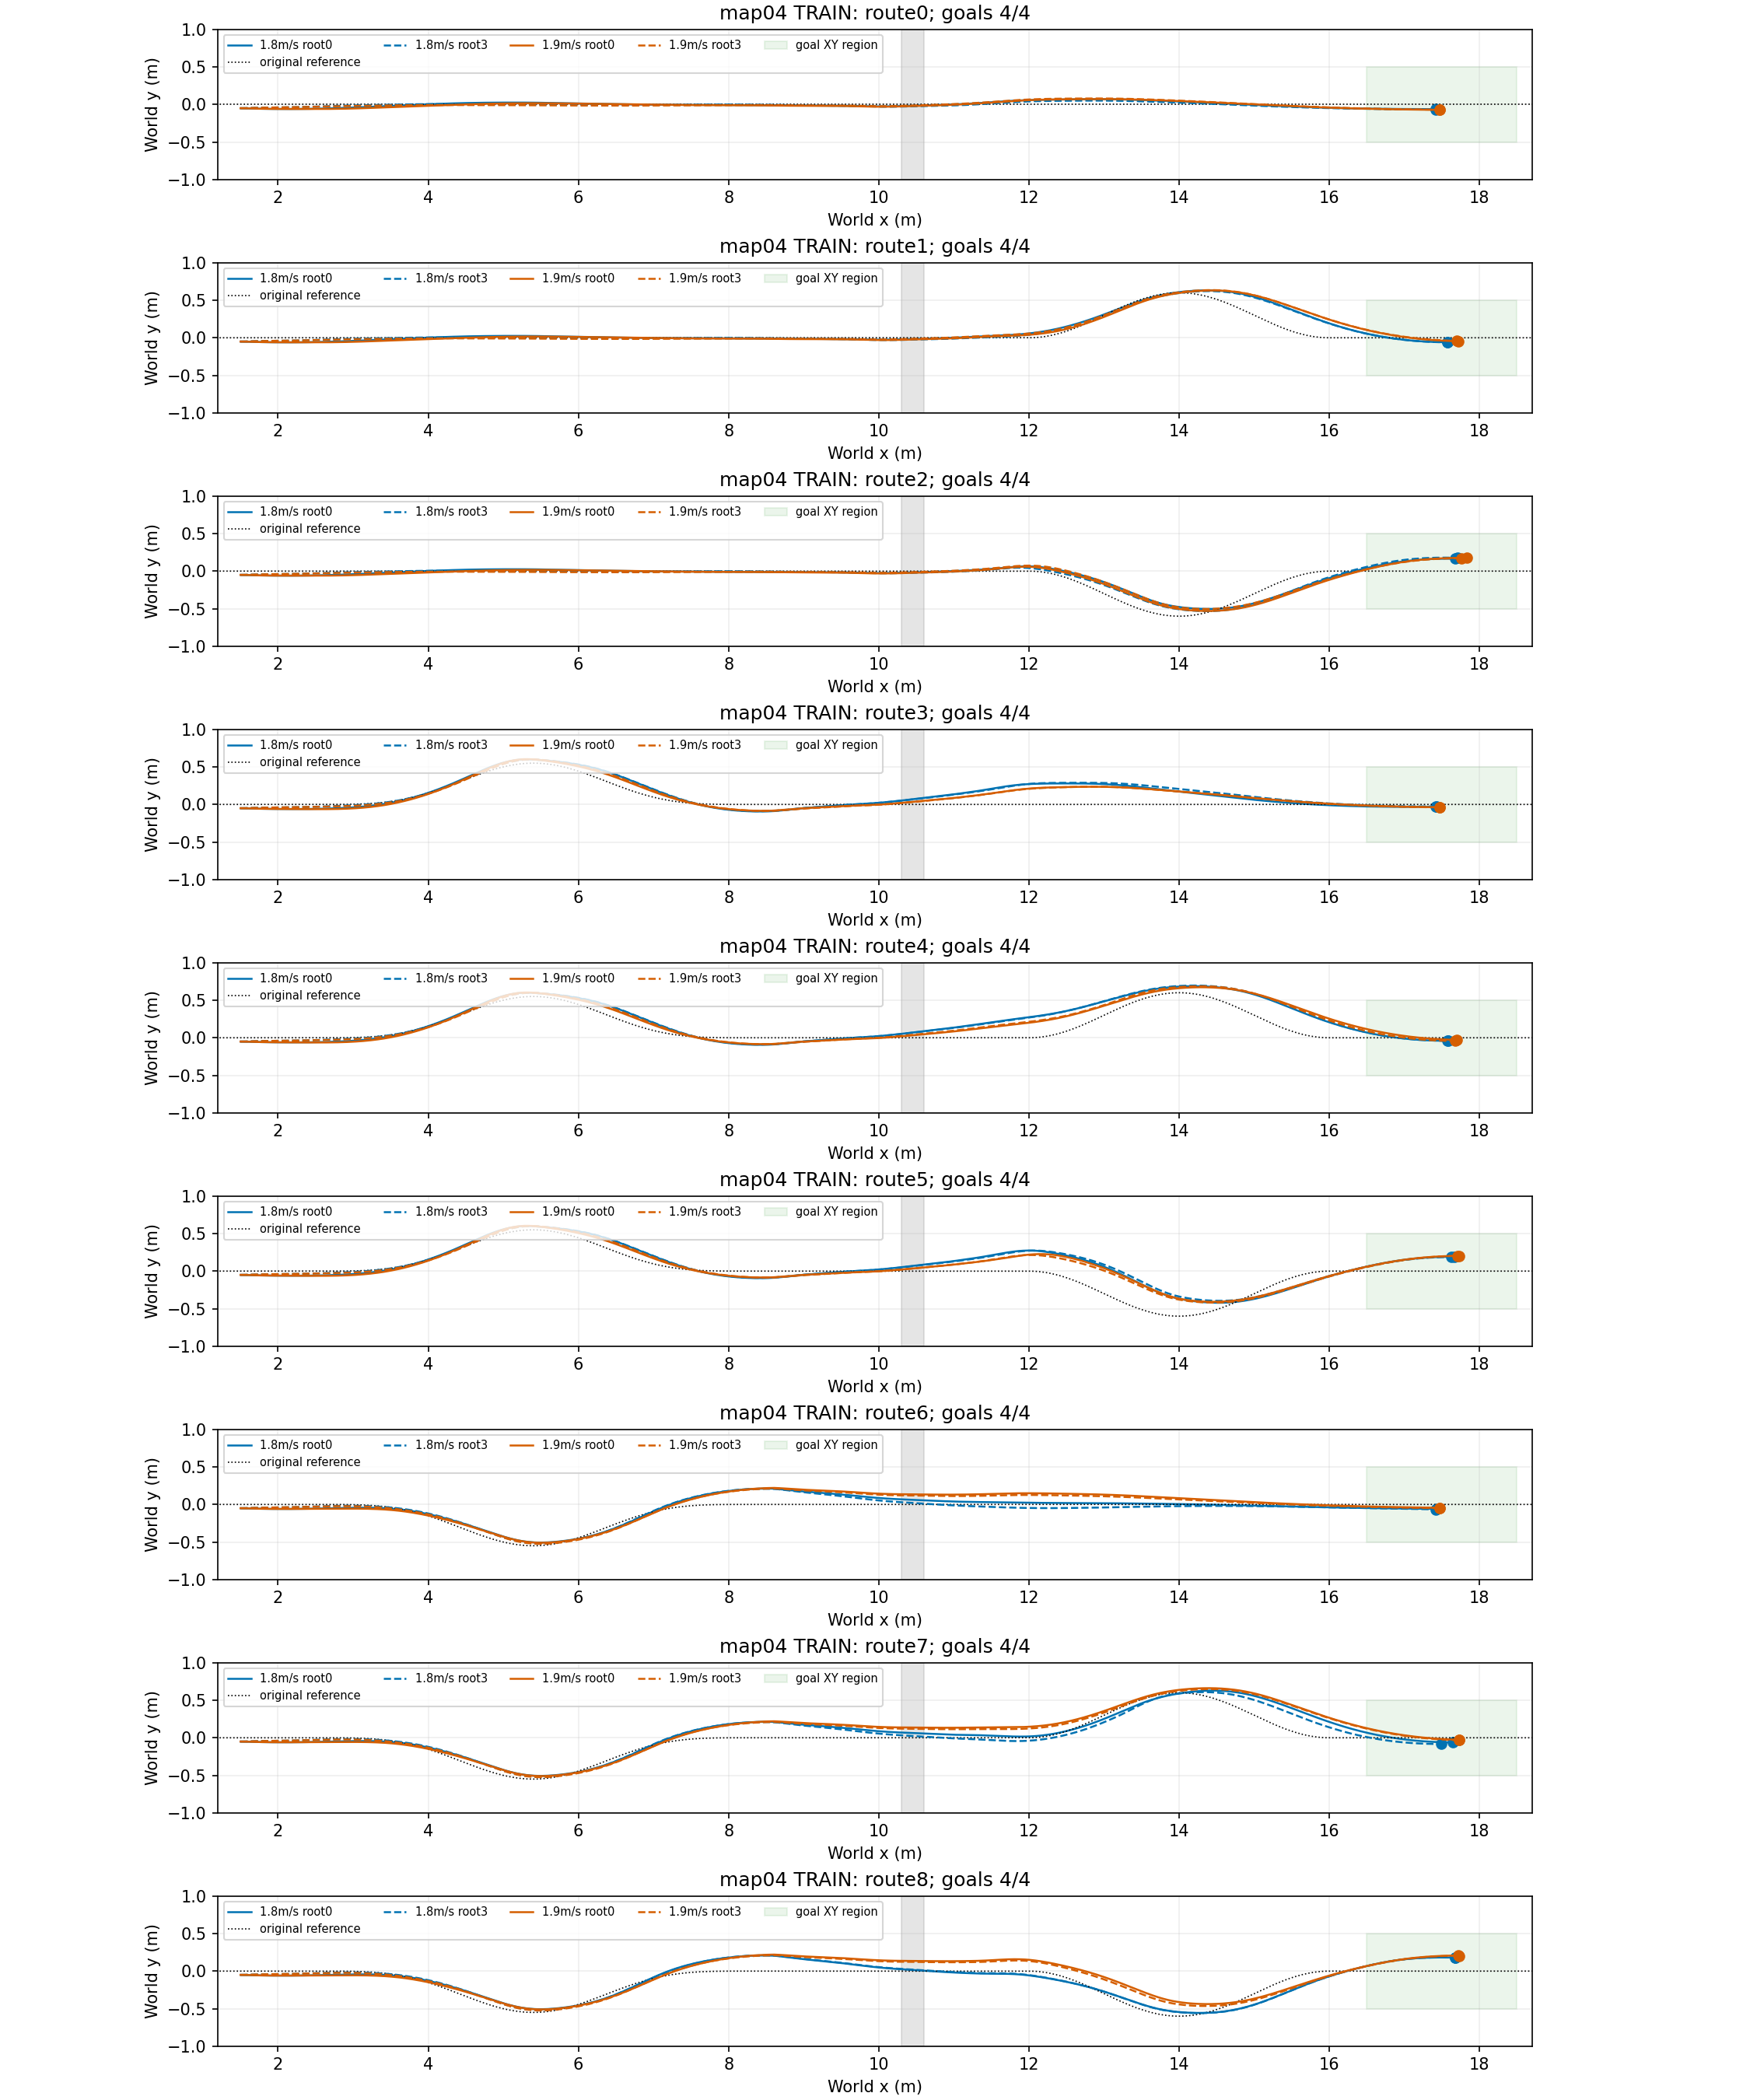 map04 TRAIN: route0; goals 4/4
1.0
0.5
0.0
−0.5
−1.0
World y (m)
1.8m/s root0 1.8m/s root3 1.9m/s root0 1.9m/s root3 goal XY region
original reference
2 4 6 8 10 12 14 16 18
World x (m)
map04 TRAIN: route1; goals 4/4
1.0
0.5
0.0
−0.5
−1.0
World y (m)
1.8m/s root0 1.8m/s root3 1.9m/s root0 1.9m/s root3 goal XY region
original reference
2 4 6 8 10 12 14 16 18
World x (m)
map04 TRAIN: route2; goals 4/4
1.0
0.5
0.0
−0.5
−1.0
World y (m)
1.8m/s root0 1.8m/s root3 1.9m/s root0 1.9m/s root3 goal XY region
original reference
2 4 6 8 10 12 14 16 18
World x (m)
map04 TRAIN: route3; goals 4/4
1.0
0.5
0.0
−0.5
−1.0
World y (m)
1.8m/s root0 1.8m/s root3 1.9m/s root0 1.9m/s root3 goal XY region
original reference
2 4 6 8 10 12 14 16 18
World x (m)
map04 TRAIN: route4; goals 4/4
1.0
0.5
0.0
−0.5
−1.0
World y (m)
1.8m/s root0 1.8m/s root3 1.9m/s root0 1.9m/s root3 goal XY region
original reference
2 4 6 8 10 12 14 16 18
World x (m)
map04 TRAIN: route5; goals 4/4
1.0
0.5
0.0
−0.5
−1.0
World y (m)
1.8m/s root0 1.8m/s root3 1.9m/s root0 1.9m/s root3 goal XY region
original reference
2 4 6 8 10 12 14 16 18
World x (m)
map04 TRAIN: route6; goals 4/4
1.0
0.5
0.0
−0.5
−1.0
World y (m)
1.8m/s root0 1.8m/s root3 1.9m/s root0 1.9m/s root3 goal XY region
original reference
2 4 6 8 10 12 14 16 18
World x (m)
map04 TRAIN: route7; goals 4/4
1.0
0.5
0.0
−0.5
−1.0
World y (m)
1.8m/s root0 1.8m/s root3 1.9m/s root0 1.9m/s root3 goal XY region
original reference
2 4 6 8 10 12 14 16 18
World x (m)
map04 TRAIN: route8; goals 4/4
1.0
0.5
0.0
−0.5
−1.0
World y (m)
1.8m/s root0 1.8m/s root3 1.9m/s root0 1.9m/s root3 goal XY region
original reference
2 4 6 8 10 12 14 16 18
World x (m)